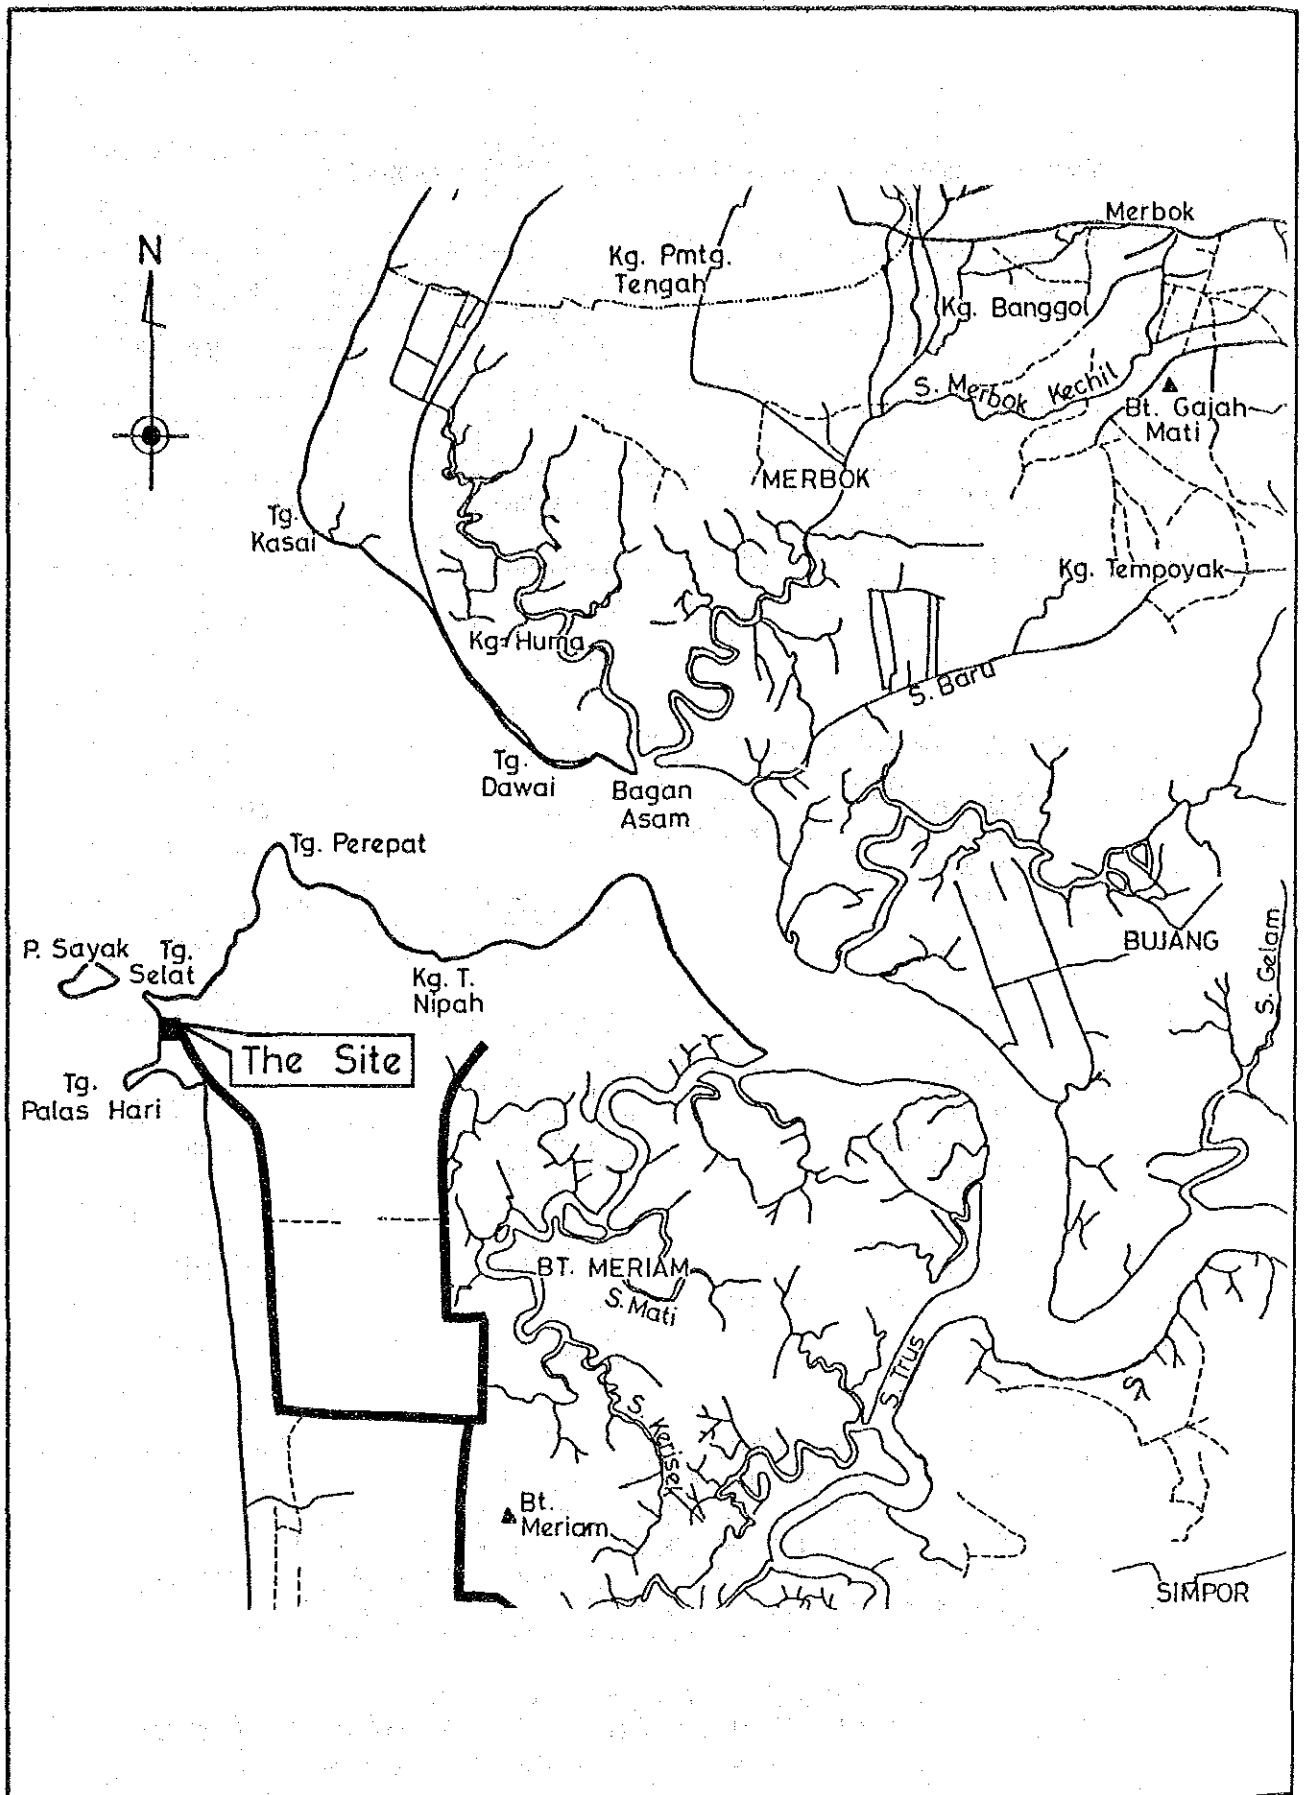 Merbok
N
Kg. Pmtg.
Tengah
Kg. Banggol
S. Merbok Kechil
Bt. Gajah
Mati
MERBOK
Tg.
Kasai
Kg. Tempoyak
Kg. Huma
S. Baru
Tg.
Dawai
Bagan
Asam
Tg. Perepat
P. Sayak
Tg.
Selat
Kg. T.
Nipah
BUJANG
S. Gelam
The Site
Tg.
Palas Hari
BT. MERIAM
S. Mati
S. Trus
S. Kerisek
Bt.
Meriam
SIMPOR